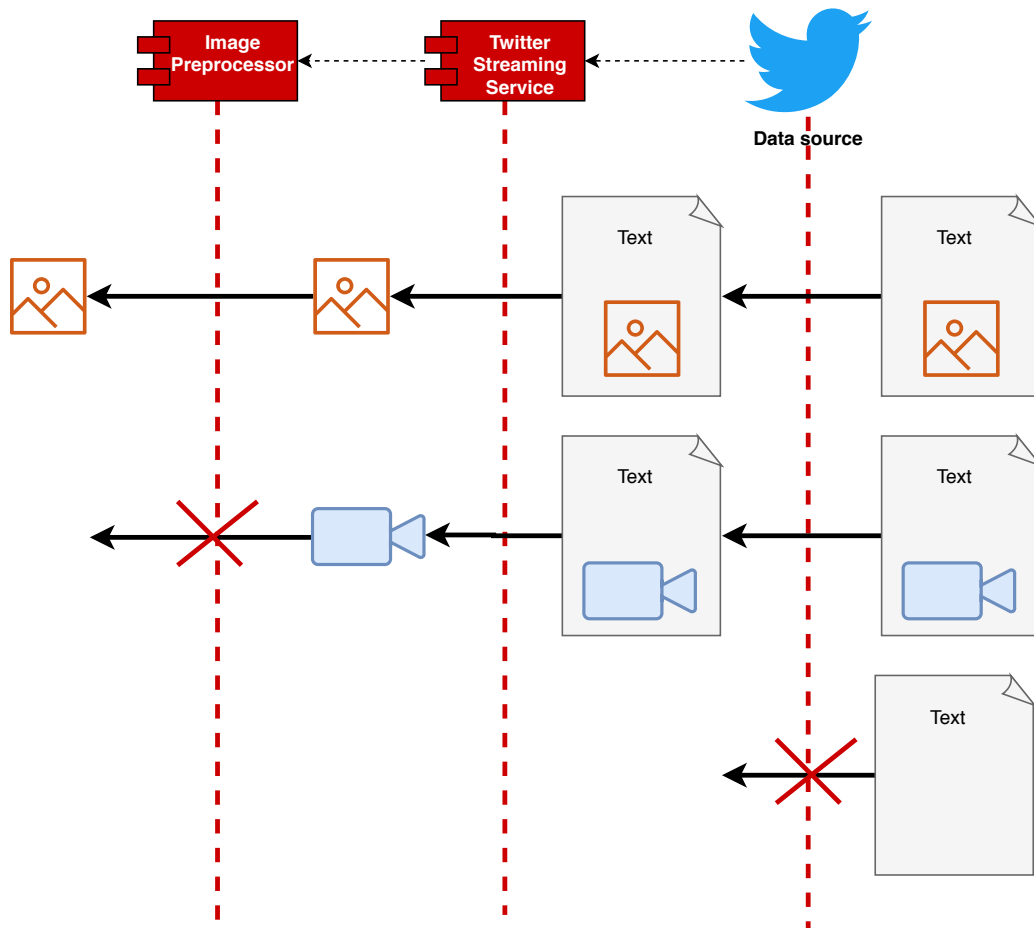 Image
Preprocessor
Twitter
Streaming
Service
Data source
Text
Text
Text
Text
Text